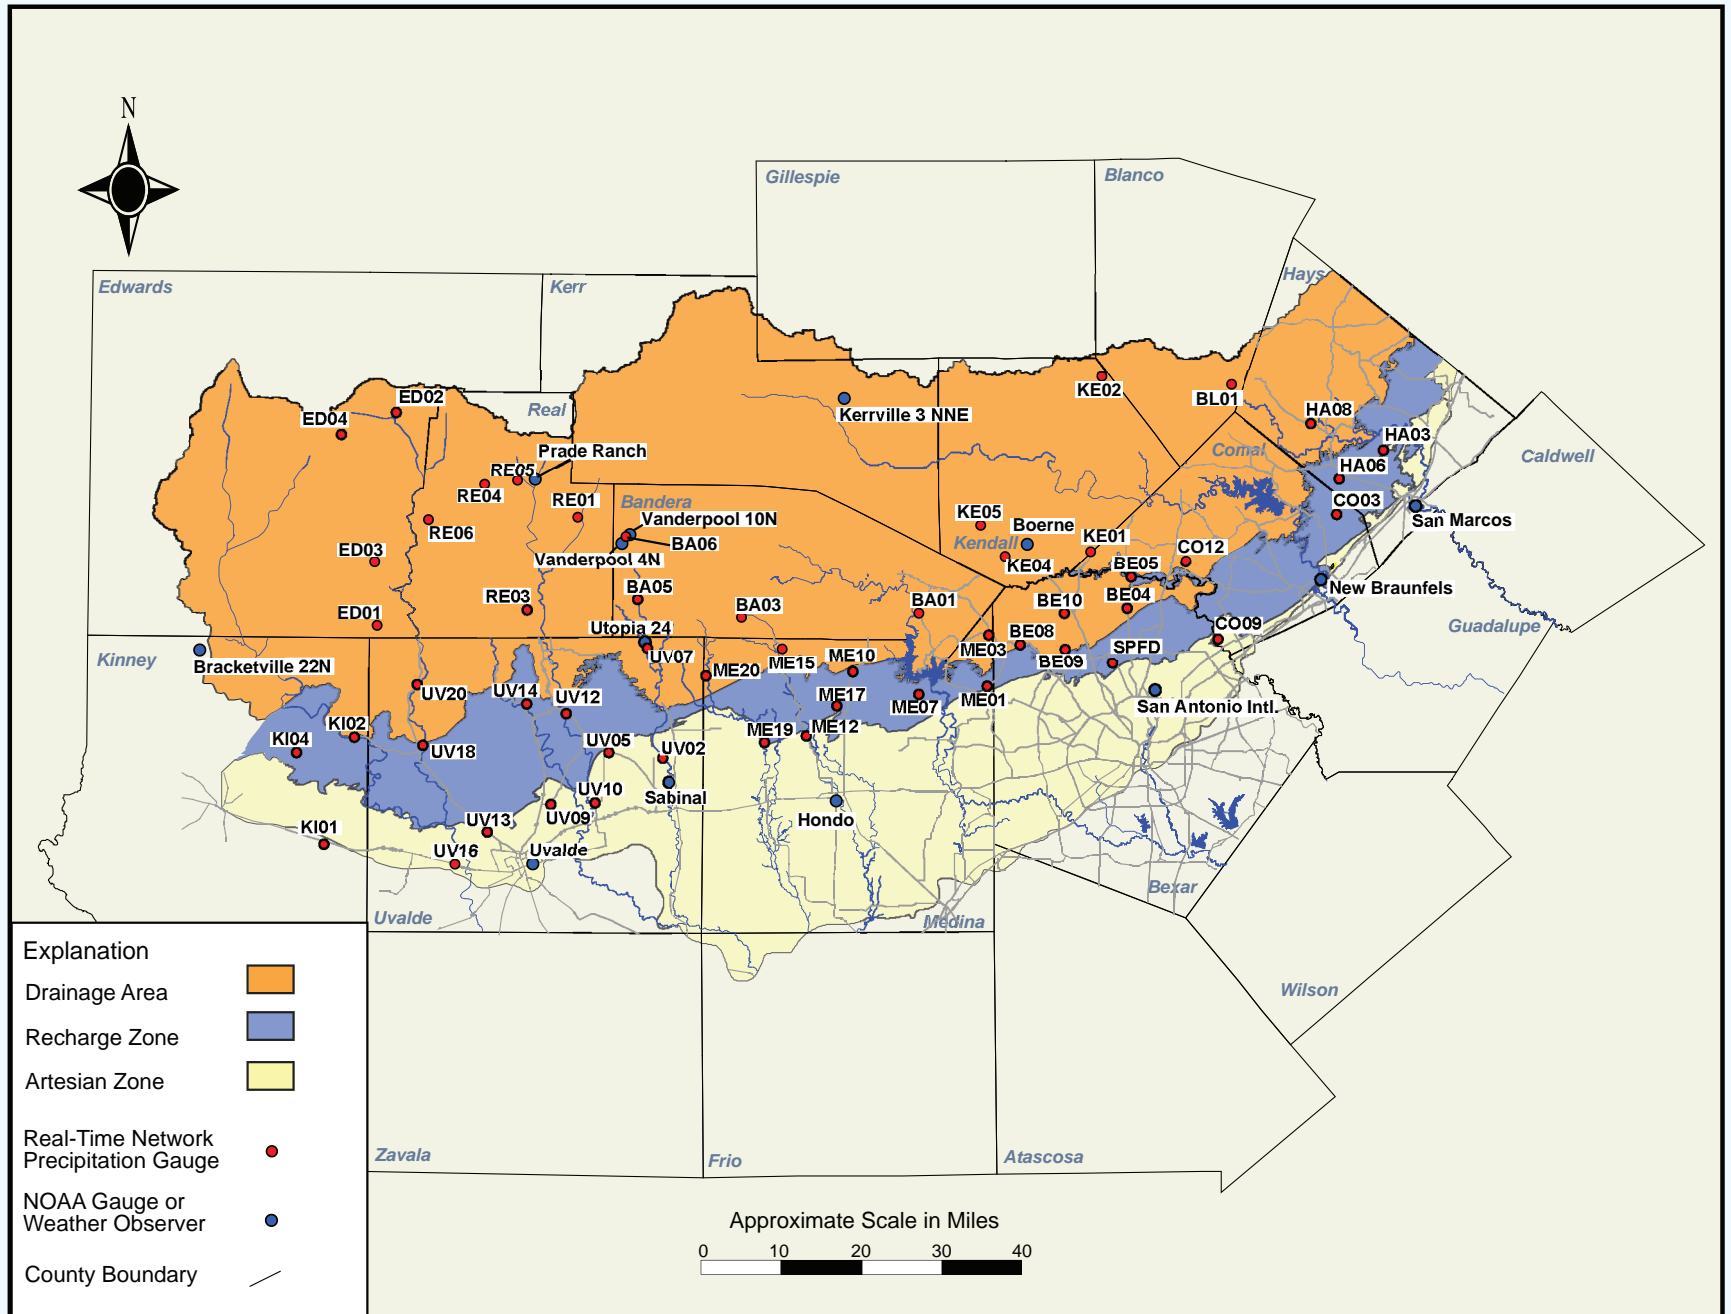 N
Gillespie
Blanco
Hays
Edwards
Kerr
ED02
ED04
Real
Kerrville 3 NNE
KE02
BL01
HA08
HA03
Caldwell
Prade Ranch
RE05
RE04
RE01
Comal
HA06
Bandera
CO03
RE06
Vanderpool 10N
KE05
Boerne
San Marcos
ED03
BA06
Kendall
KE01
CO12
Vanderpool 4N
KE04
BE05
New Braunfels
RE03
BA05
BA03
BA01
BE10
BE04
ED01
Utopia 24
BE08
CO09
Guadalupe
Kinney
Bracketville 22N
UV07
ME15
ME10
ME03
BE09
SPFD
ME20
UV20
UV14
UV12
ME17
ME07
ME01
San Antonio Intl.
KI02
KI04
UV18
UV05
UV02
ME19
ME12
UV10
Sabinal
UV09
Hondo
KI01
UV13
UV16
Uvalde
Bexar
Uvalde
Medina
Wilson
Zavala
Frio
Atascosa
Explanation
Drainage Area
Recharge Zone
Artesian Zone
Real-Time Network
Precipitation Gauge
NOAA Gauge or
Weather Observer
County Boundary
Approximate Scale in Miles
0 10 20 30 40